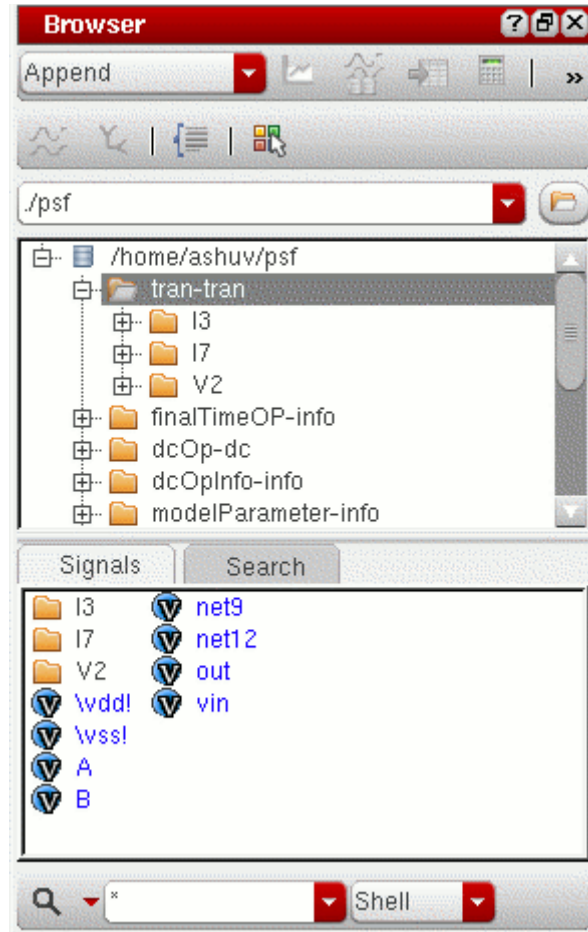 Browser
Append
»
./psf
/home/ashuv/psf
tran-tran
I3
I7
V2
finalTimeOP-info
dcOp-dc
dcOpInfo-info
modelParameter-info
Signals Search
I3 net9
I7 net12
V2 out
\vdd! vin
\vss!
A
B
* Shell